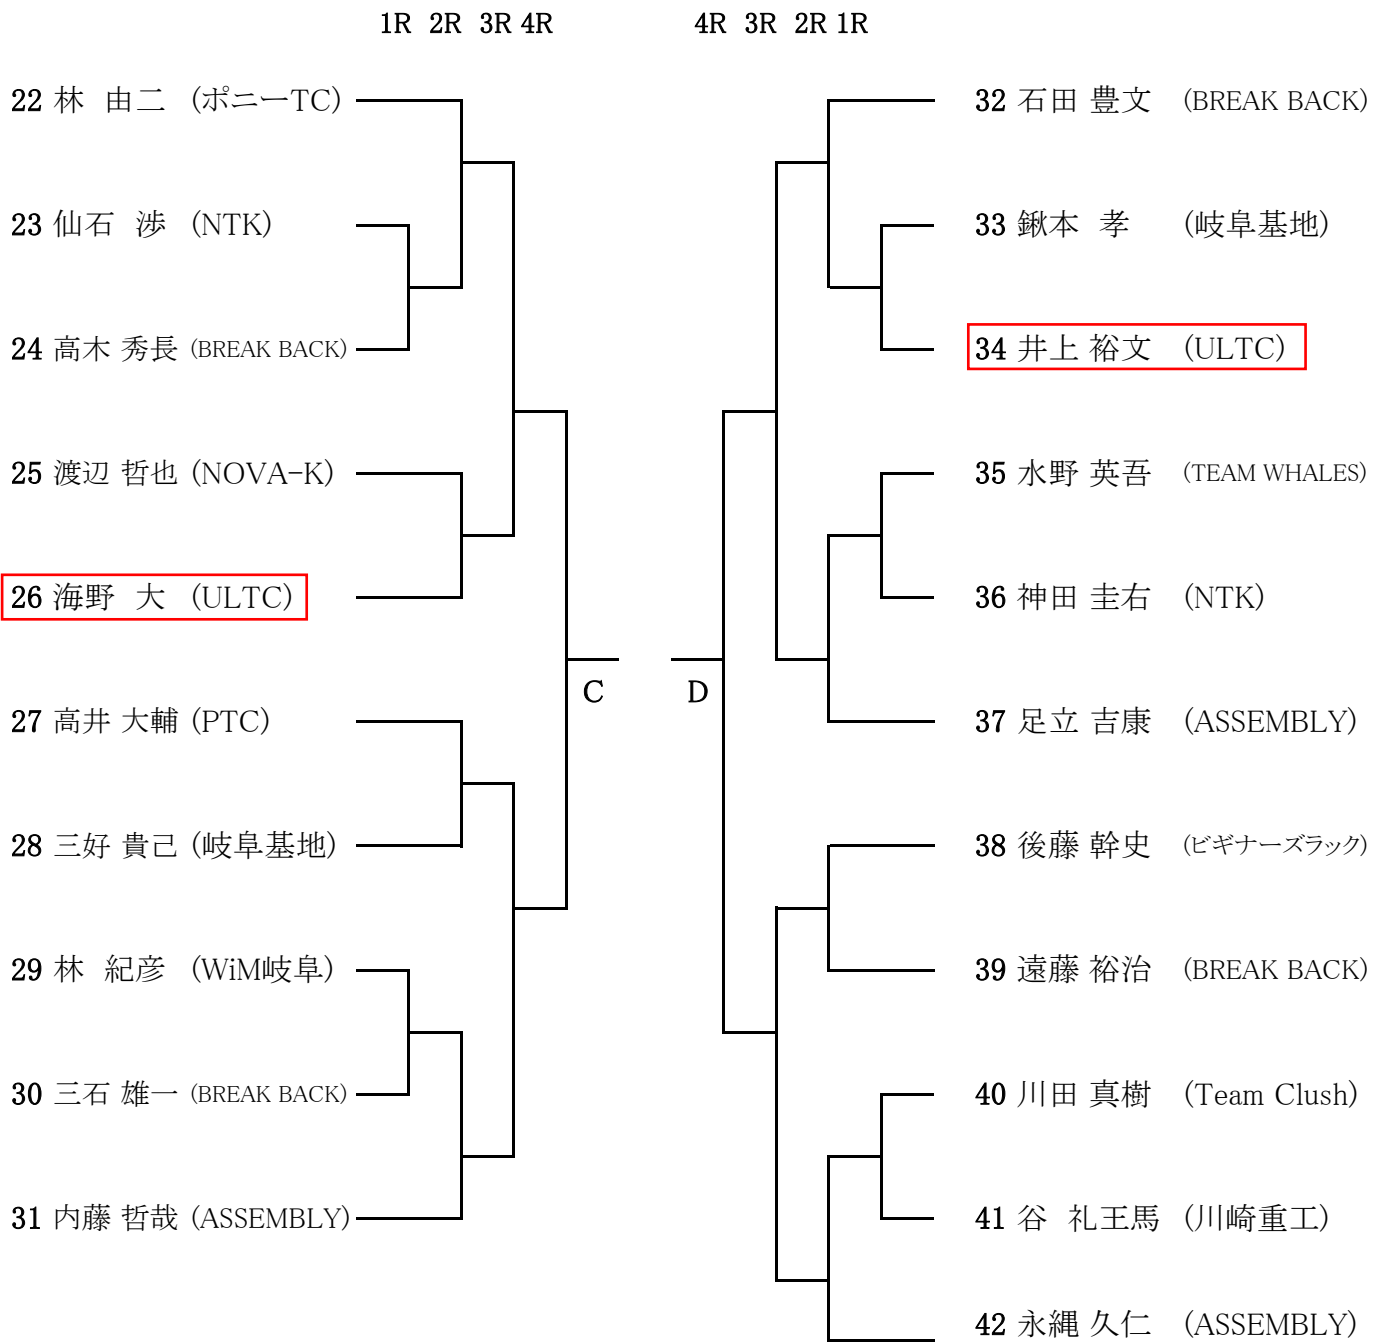 1R 2R 3R 4R
4R 3R 2R 1R
22 林 由二 (ポニーTC)
23 仙石 渉 (NTK)
24 高木 秀長 (BREAK BACK)
25 渡辺 哲也 (NOVA-K)
26 海野 大 (ULTC)
27 高井 大輔 (PTC)
28 三好 貴己 (岐阜基地)
29 林 紀彦 (WiM岐阜)
30 三石 雄一 (BREAK BACK)
31 内藤 哲哉 (ASSEMBLY)
C
D
32 石田 豊文 (BREAK BACK)
33 鍬本 孝 (岐阜基地)
34 井上 裕文 (ULTC)
35 水野 英吾 (TEAM WHALES)
36 神田 圭右 (NTK)
37 足立 吉康 (ASSEMBLY)
38 後藤 幹史 (ビギナーズラック)
39 遠藤 裕治 (BREAK BACK)
40 川田 真樹 (Team Clush)
41 谷 礼王馬 (川崎重工)
42 永縄 久仁 (ASSEMBLY)